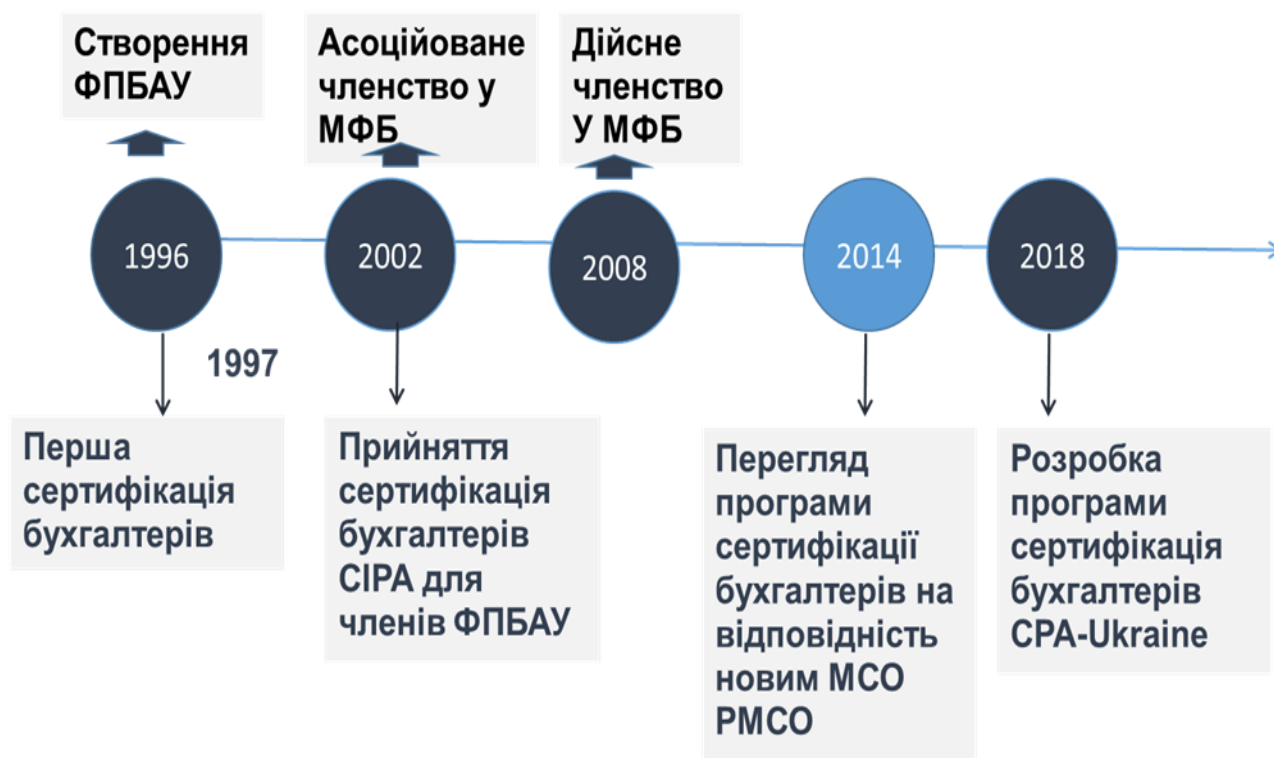 Створення
ФПБАУ
Асоційоване
членство у
МФБ
Дійсне
членство
У МФБ
1996
2002
2008
2014
2018
1997
Перша
сертифікація
бухгалтерів
Прийняття
сертифікація
бухгалтерів
СІРА для
членів ФПБАУ
Перегляд
програми
сертифікації
бухгалтерів на
відповідність
новим МСО
РМСО
Розробка
програми
сертифікація
бухгалтерів
CPA-Ukraine